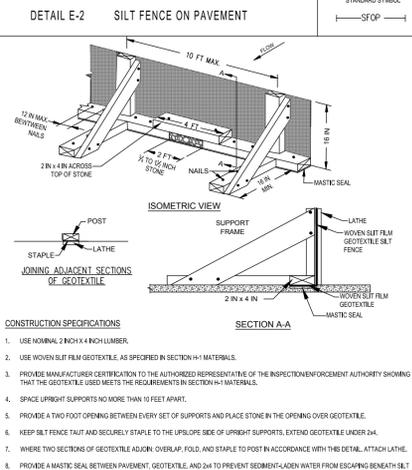 STANDARD SYMBOL
DETAIL E-2 SILT FENCE ON PAVEMENT
SFOP
10 FT MAX.
FLOW
A
12 IN MAX.
BEWTWEEN
NAILS
4 FT
16 IN
2 IN x 4 IN ACROSS
TOP OF STONE
2 FT
¾ TO 1½ INCH
STONE
A
NAILS
16 IN
MIN.
MASTIC SEAL
ISOMETRIC VIEW
POST
LATHE
STAPLE
JOINING ADJACENT SECTIONS
OF GEOTEXTILE
SUPPORT
FRAME
LATHE
WOVEN SLIT FILM
GEOTEXTILE SILT
FENCE
2 IN x 4 IN
WOVEN SLIT FILM
GEOTEXTILE
MASTIC SEAL
SECTION A-A
CONSTRUCTION SPECIFICATIONS
1. USE NOMINAL 2 INCH X 4 INCH LUMBER.
2. USE WOVEN SLIT FILM GEOTEXTILE, AS SPECIFIED IN SECTION H-1 MATERIALS.
3. PROVIDE MANUFACTURER CERTIFICATION TO THE AUTHORIZED REPRESENTATIVE OF THE INSPECTION/ENFORCEMENT AUTHORITY SHOWING
THAT THE GEOTEXTILE USED MEETS THE REQUIREMENTS IN SECTION H-1 MATERIALS.
4. SPACE UPRIGHT SUPPORTS NO MORE THAN 10 FEET APART.
5. PROVIDE A TWO FOOT OPENING BETWEEN EVERY SET OF SUPPORTS AND PLACE STONE IN THE OPENING OVER GEOTEXTILE.
6. KEEP SILT FENCE TAUT AND SECURELY STAPLE TO THE UPSLOPE SIDE OF UPRIGHT SUPPORTS, EXTEND GEOTEXTILE UNDER 2x4.
7. WHERE TWO SECTIONS OF GEOTEXTILE ADJOIN: OVERLAP, FOLD, AND STAPLE TO POST IN ACCORDANCE WITH THIS DETAIL. ATTACH LATHE.
8. PROVIDE A MASTIC SEAL BETWEEN PAVEMENT, GEOTEXTILE, AND 2x4 TO PREVENT SEDIMENT-LADEN WATER FROM ESCAPING BENEATH SILT